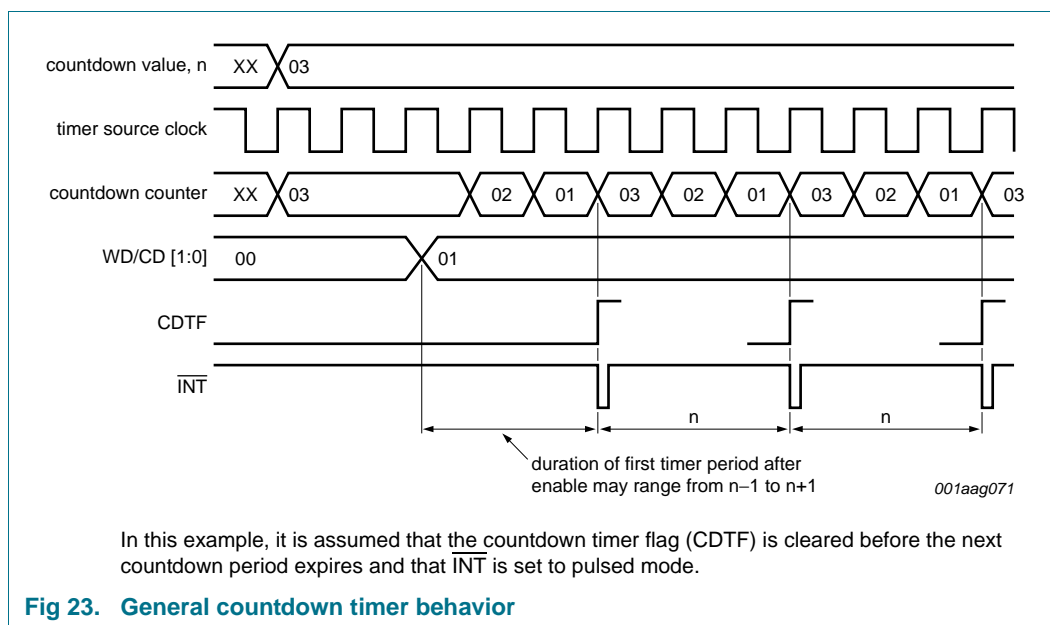 countdown value, n XX 03
timer source clock
countdown counter XX 03 02 01 03 02 01 03 02 01 03
WD/CD [1:0] 00 01
CDTF
INT
n n
duration of first timer period after
enable may range from n−1 to n+1
001aag071
In this example, it is assumed that the countdown timer flag (CDTF) is cleared before the next
countdown period expires and that INT is set to pulsed mode.
Fig 23. General countdown timer behavior